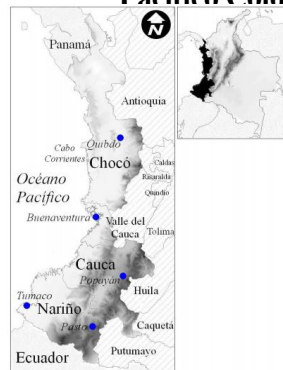 N
Panamá
Antioquia
Cabo
Corrientes
Quibdo
Chocó
Caldas
Risaralda
Quindío
Océano
Pacífico
Buenaventura
Valle del
Cauca
Tolima
Cauca
Popayán
Huila
Tumaco
Nariño
Pasto
Caquetá
Putumayo
Ecuador